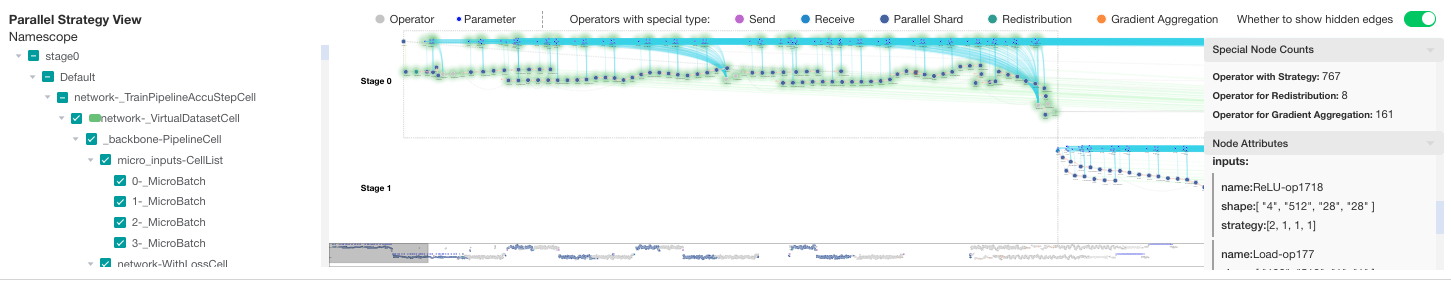 Parallel Strategy View
Namescope
stage0
Default
network-_TrainPipelineAccuStepCell
network-_VirtualDatasetCell
_backbone-PipelineCell
micro_inputs-CellList
0-_MicroBatch
1-_MicroBatch
2-_MicroBatch
3-_MicroBatch
network-WithLossCell
Operator Parameter Operators with special type: Send Receive Parallel Shard Redistribution Gradient Aggregation Whether to show hidden edges
Stage 0
Stage 1
Special Node Counts
Operator with Strategy: 767
Operator for Redistribution: 8
Operator for Gradient Aggregation: 161
Node Attributes
inputs:
name:ReLU-op1718
shape:[ "4", "512", "28", "28" ]
strategy:[2, 1, 1, 1]
name:Load-op177